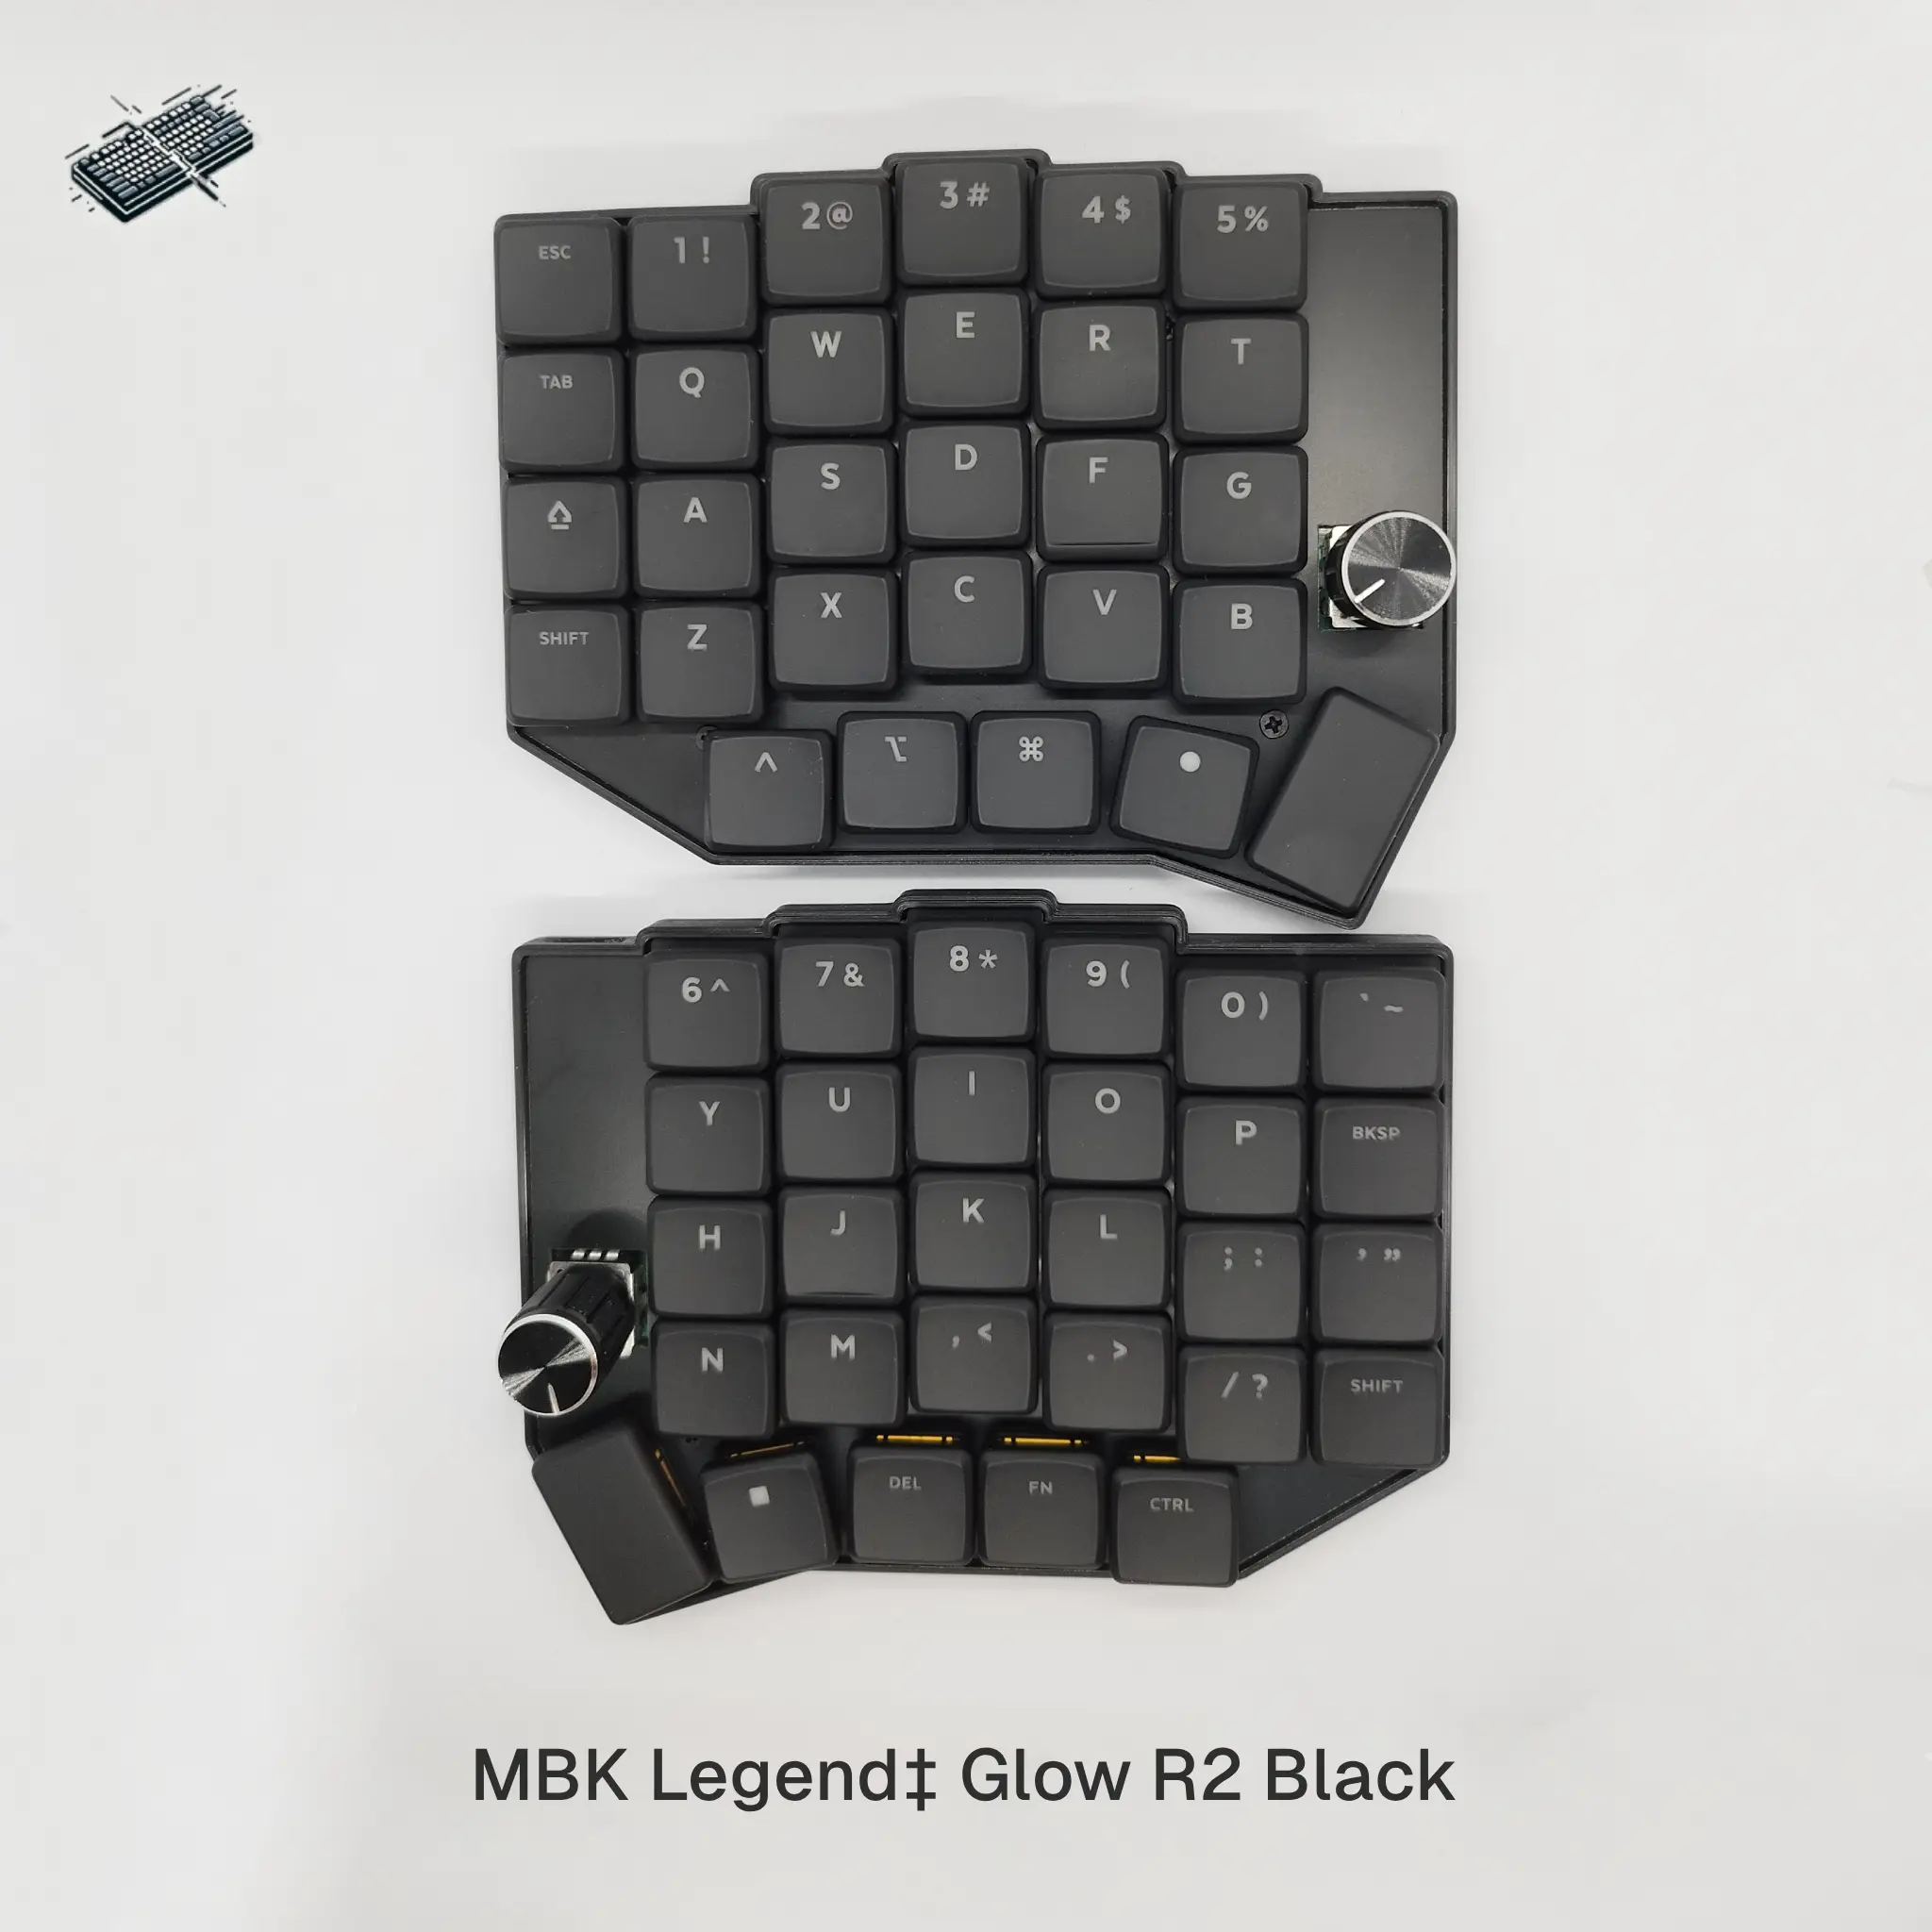 ESC 1 ! 2 @ 3 # 4 $ 5 %
TAB Q W E R T
A S D F G
SHIFT Z X C V B
^ ⌥ ⌘
6 ^ 7 & 8 * 9 ( 0 ) ` ~
Y U I O P BKSP
H J K L ; : ’ ”
N M , < . > / ? SHIFT
DEL FN CTRL
MBK Legend‡ Glow R2 Black